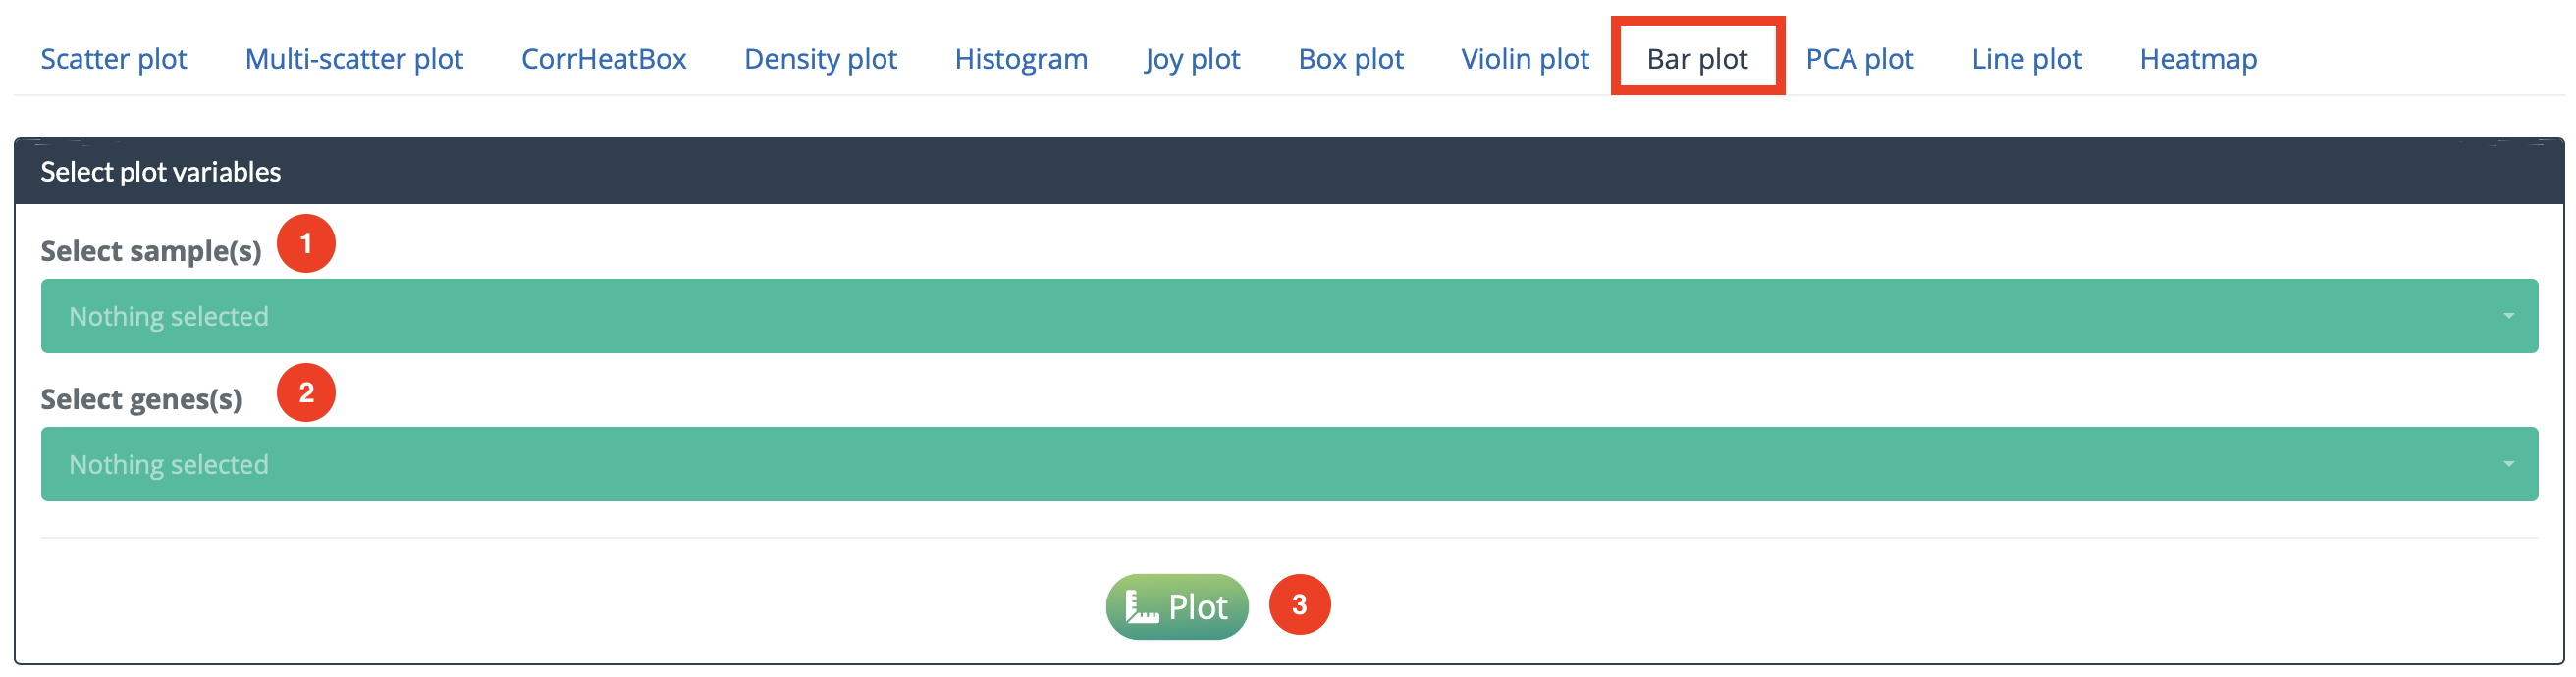 Scatter plot Multi-scatter plot CorrHeatBox Density plot Histogram Joy plot Box plot Violin plot Bar plot PCA plot Line plot Heatmap
Select plot variables
Select sample(s) 1
Nothing selected
Select genes(s) 2
Nothing selected
Plot 3